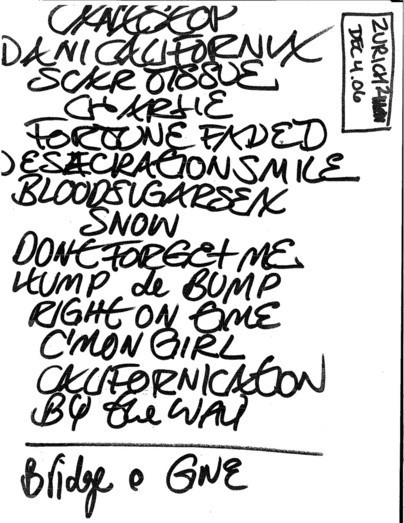 CANTSTOP
DANI CALIFORNIA
SCAR TISSUE
CHARLIE
FORTUNE FADED
DESECRATION SMILE
BLOODSUGARSEX
SNOW
DONT FORGET ME
HUMP de BUMP
RIGHT ON TIME
C'MON GIRL
CALIFORNICATION
BY the WAY
Bridge
GIVE
ZURICH
DEC 4.06